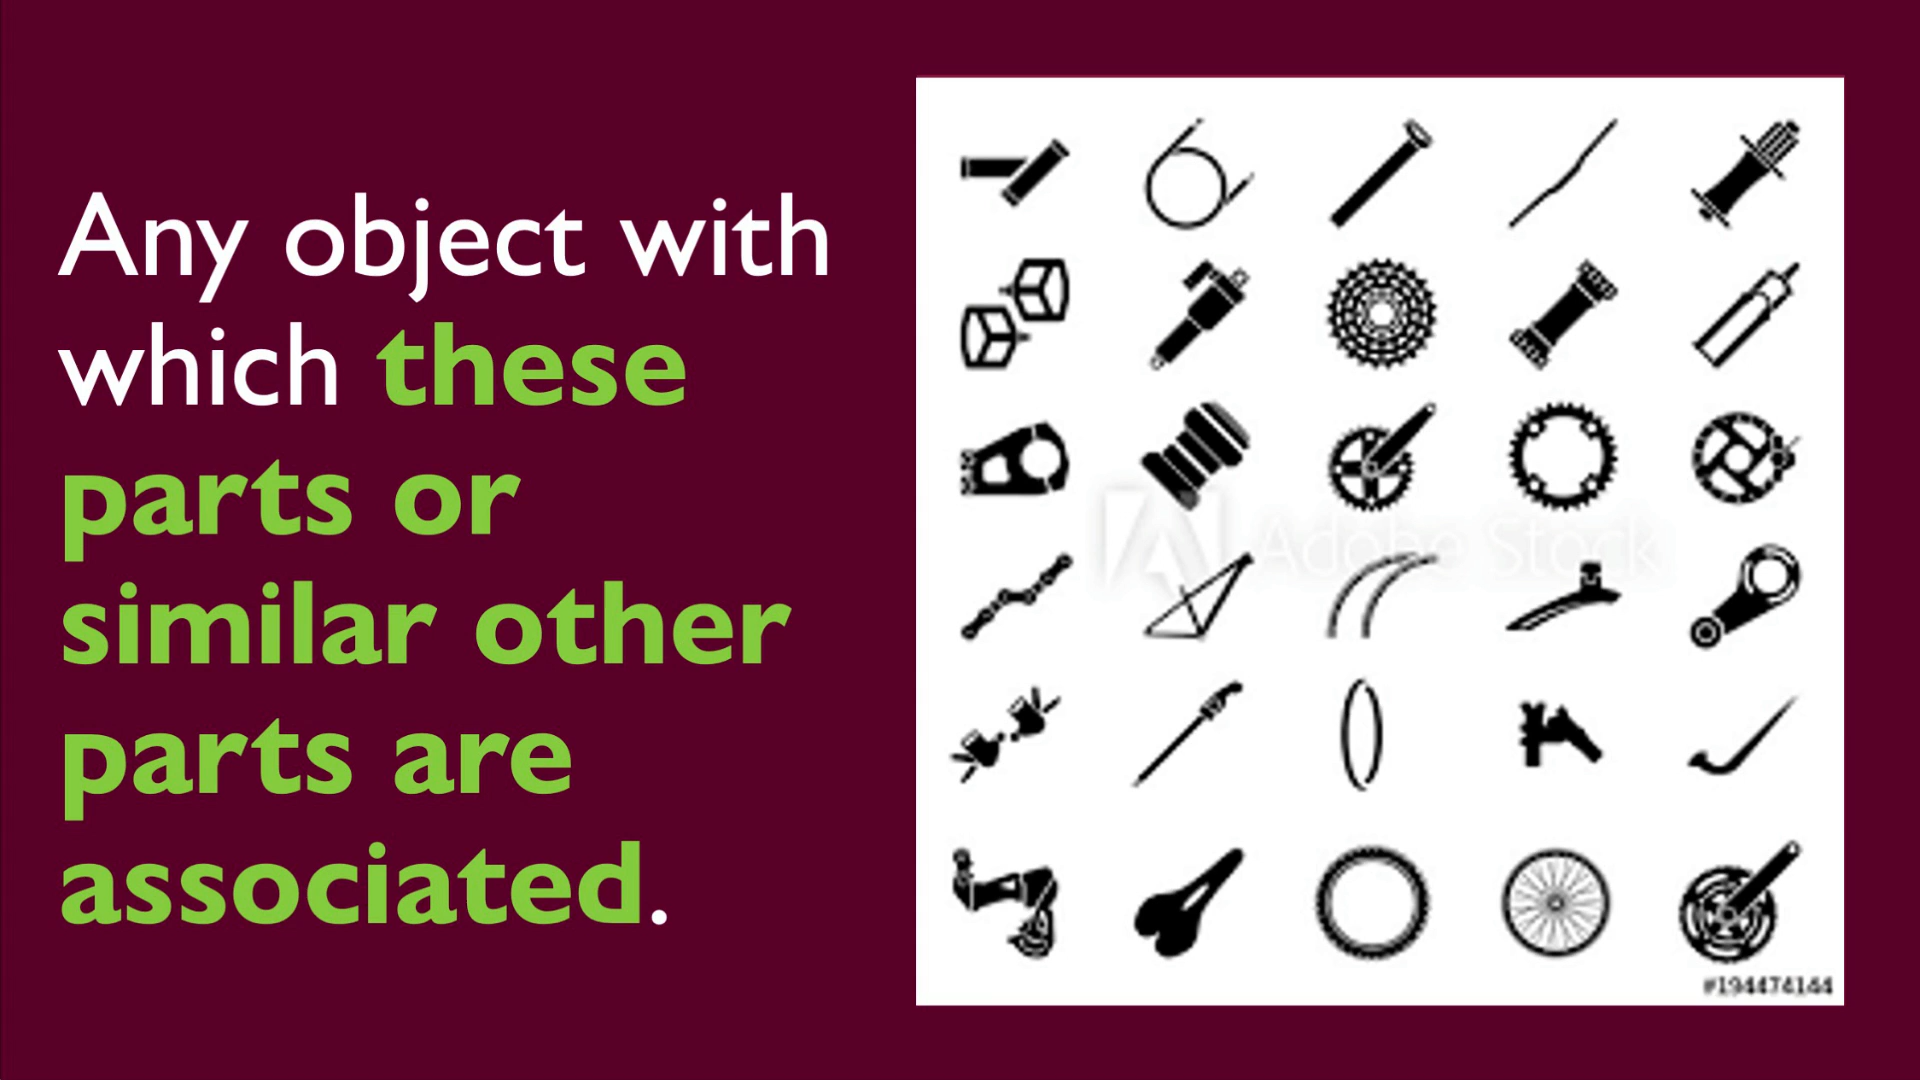 Any object with
which these
parts or
similar other
parts are
associated.
Adobe Stock
#194474144